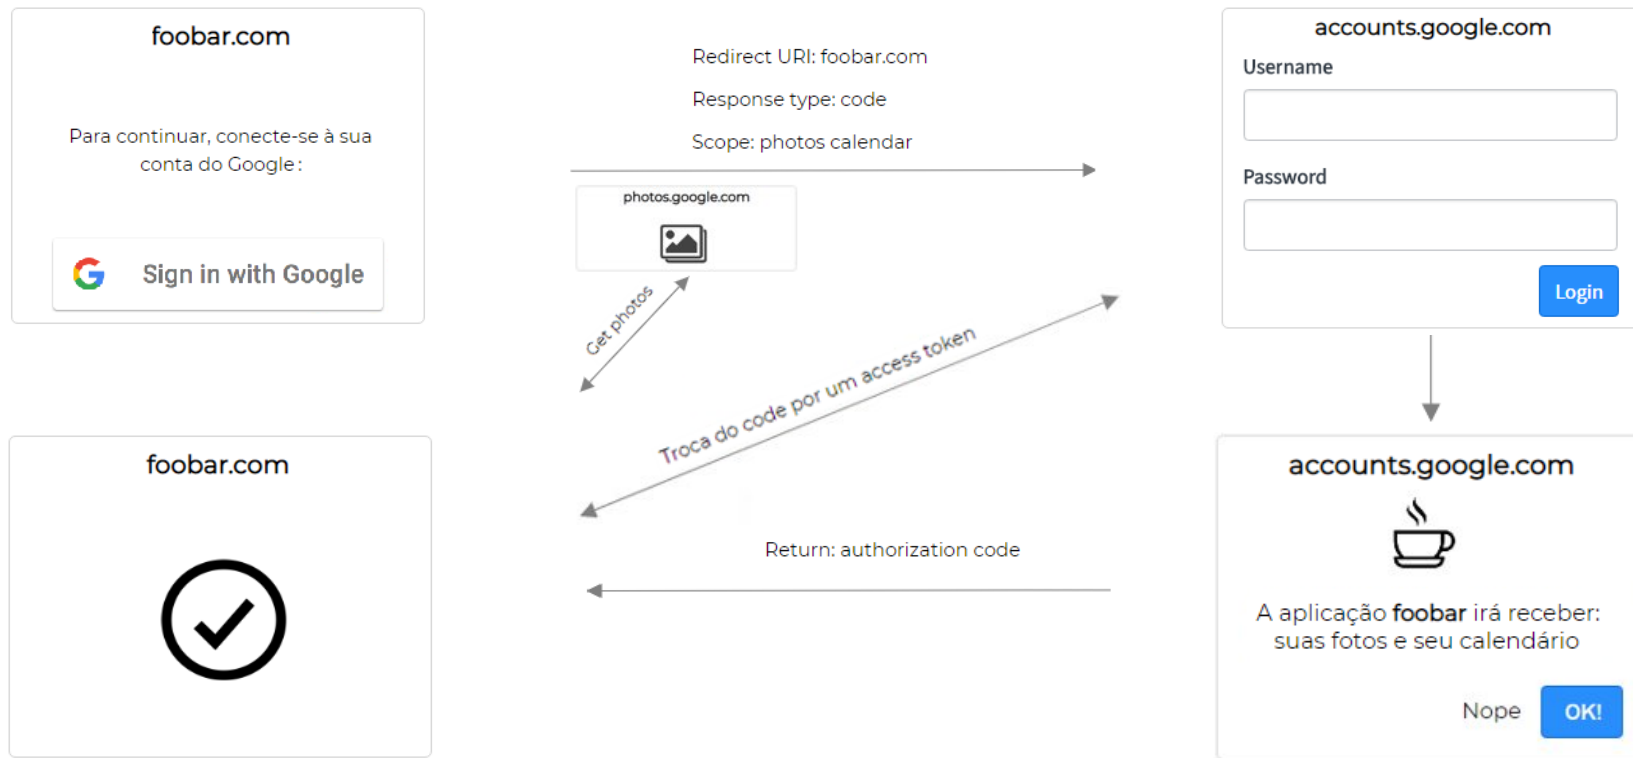 foobar.com
Para continuar, conecte-se à sua
conta do Google:
Sign in with Google
Redirect URI: foobar.com
Response type: code
Scope: photos calendar
photos.google.com
Get photos
Troca do code por um access token
Return: authorization code
accounts.google.com
Username
Password
Login
foobar.com
accounts.google.com
A aplicação foobar irá receber:
suas fotos e seu calendário
Nope
OK!